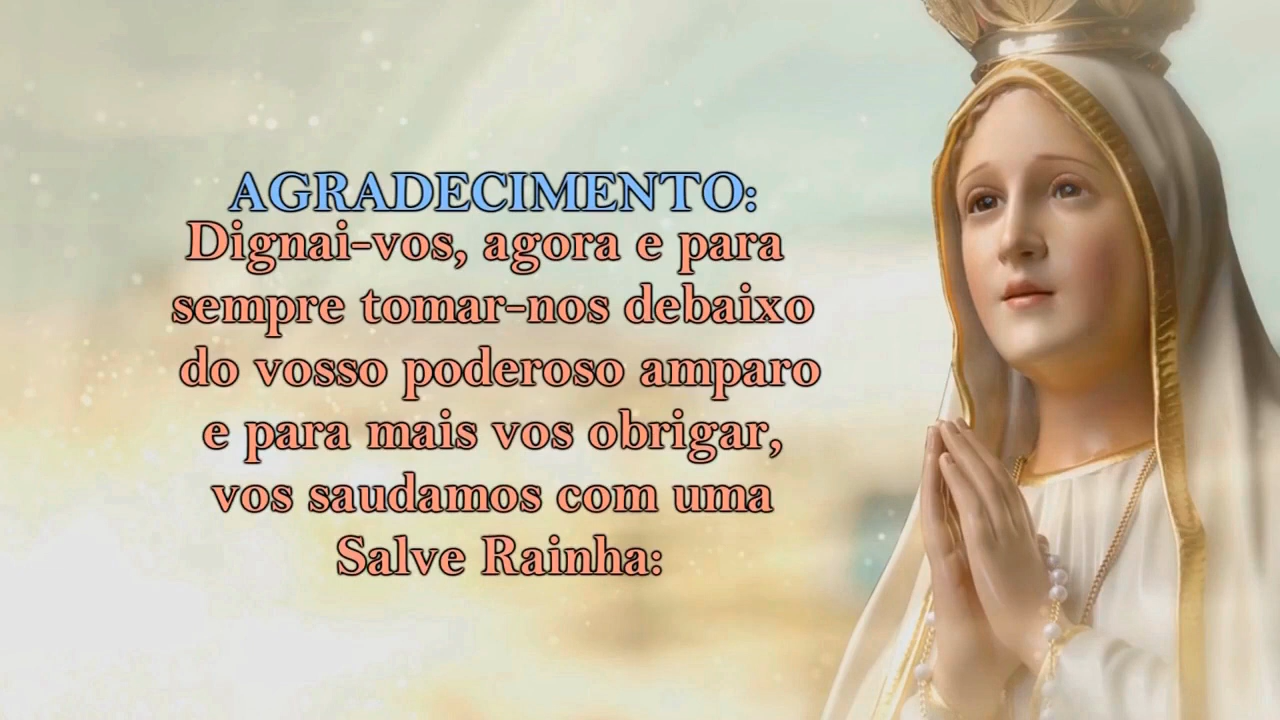 AGRADECIMENTO:
Dignai-vos, agora e para
sempre tomar-nos debaixo
do vosso poderoso amparo
e para mais vos obrigar,
vos saudamos com uma
Salve Rainha: